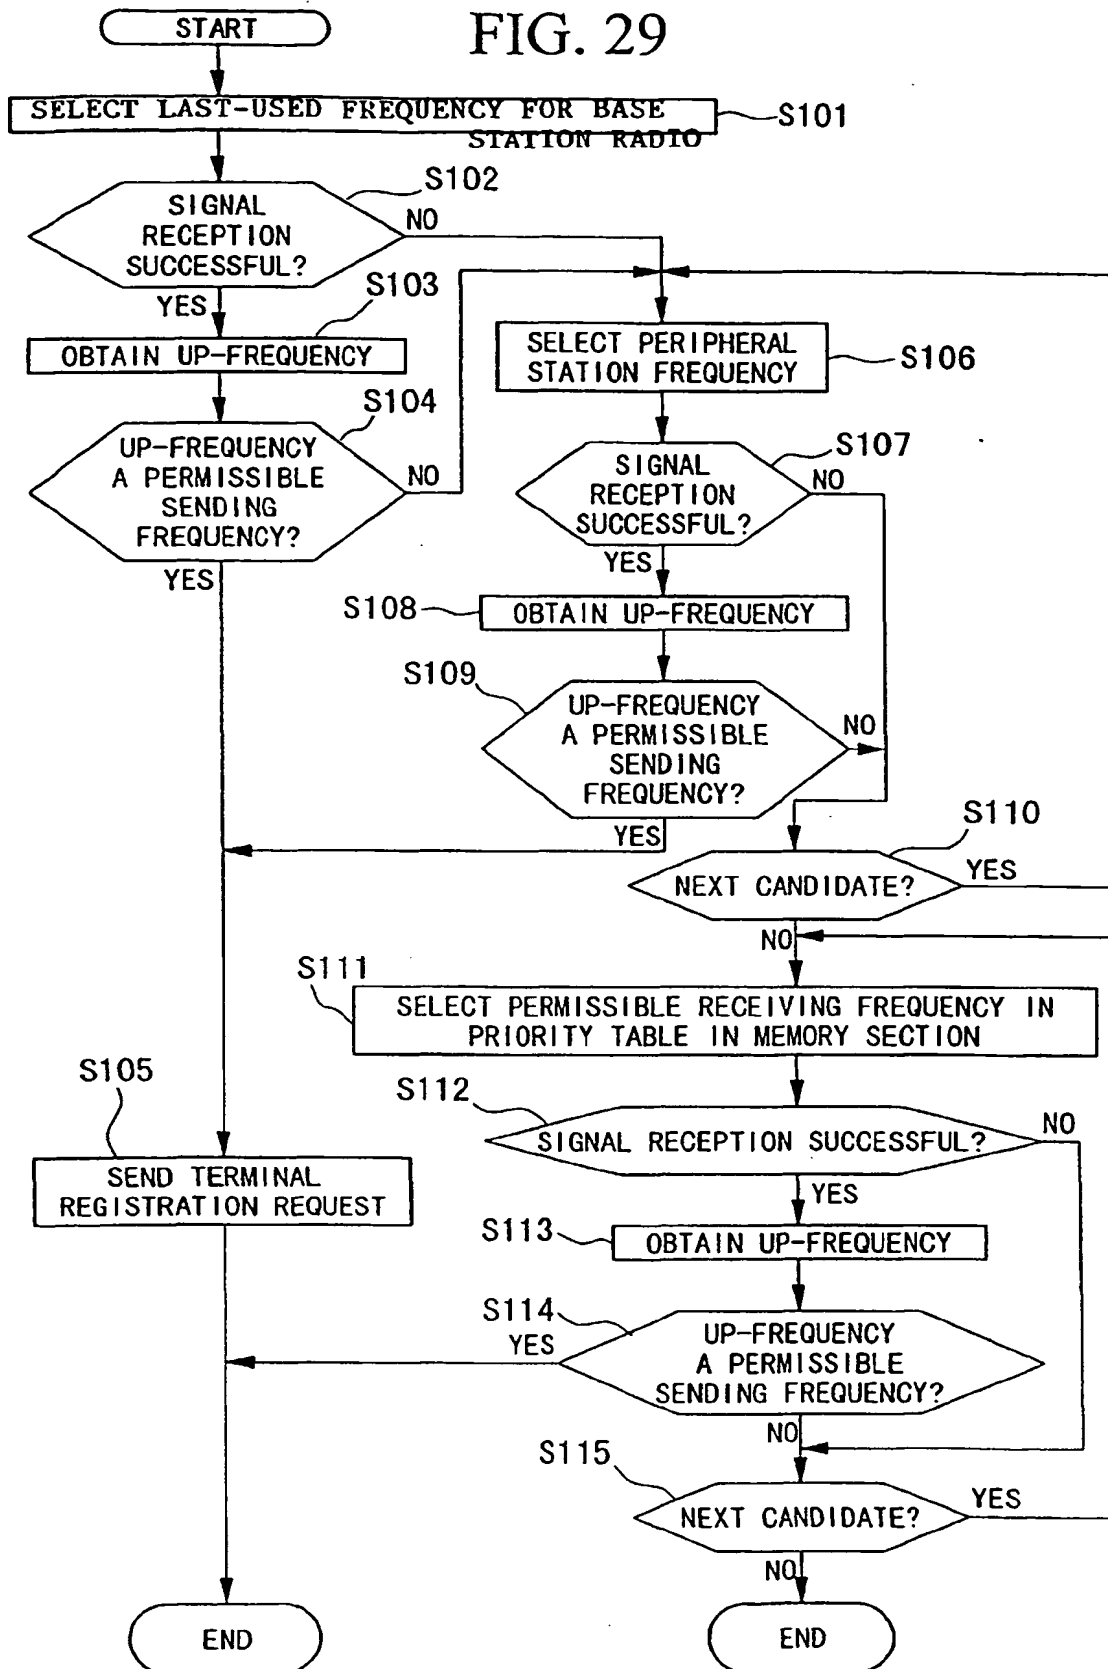 START
FIG. 29
SELECT LAST-USED FREQUENCY FOR BASE
STATION RADIO
S101
S102
SIGNAL
RECEPTION
SUCCESSFUL?
NO
YES
S103
OBTAIN UP-FREQUENCY
S104
UP-FREQUENCY
A PERMISSIBLE
SENDING
FREQUENCY?
NO
YES
SELECT PERIPHERAL
STATION FREQUENCY
S106
S107
SIGNAL
RECEPTION
SUCCESSFUL?
NO
YES
S108
OBTAIN UP-FREQUENCY
S109
UP-FREQUENCY
A PERMISSIBLE
SENDING
FREQUENCY?
NO
YES
S110
NEXT CANDIDATE?
YES
NO
S111
SELECT PERMISSIBLE RECEIVING FREQUENCY IN
PRIORITY TABLE IN MEMORY SECTION
S105
SEND TERMINAL
REGISTRATION REQUEST
S112
SIGNAL RECEPTION SUCCESSFUL?
NO
YES
S113
OBTAIN UP-FREQUENCY
S114
YES
UP-FREQUENCY
A PERMISSIBLE
SENDING FREQUENCY?
NO
S115
NEXT CANDIDATE?
YES
NO
END
END